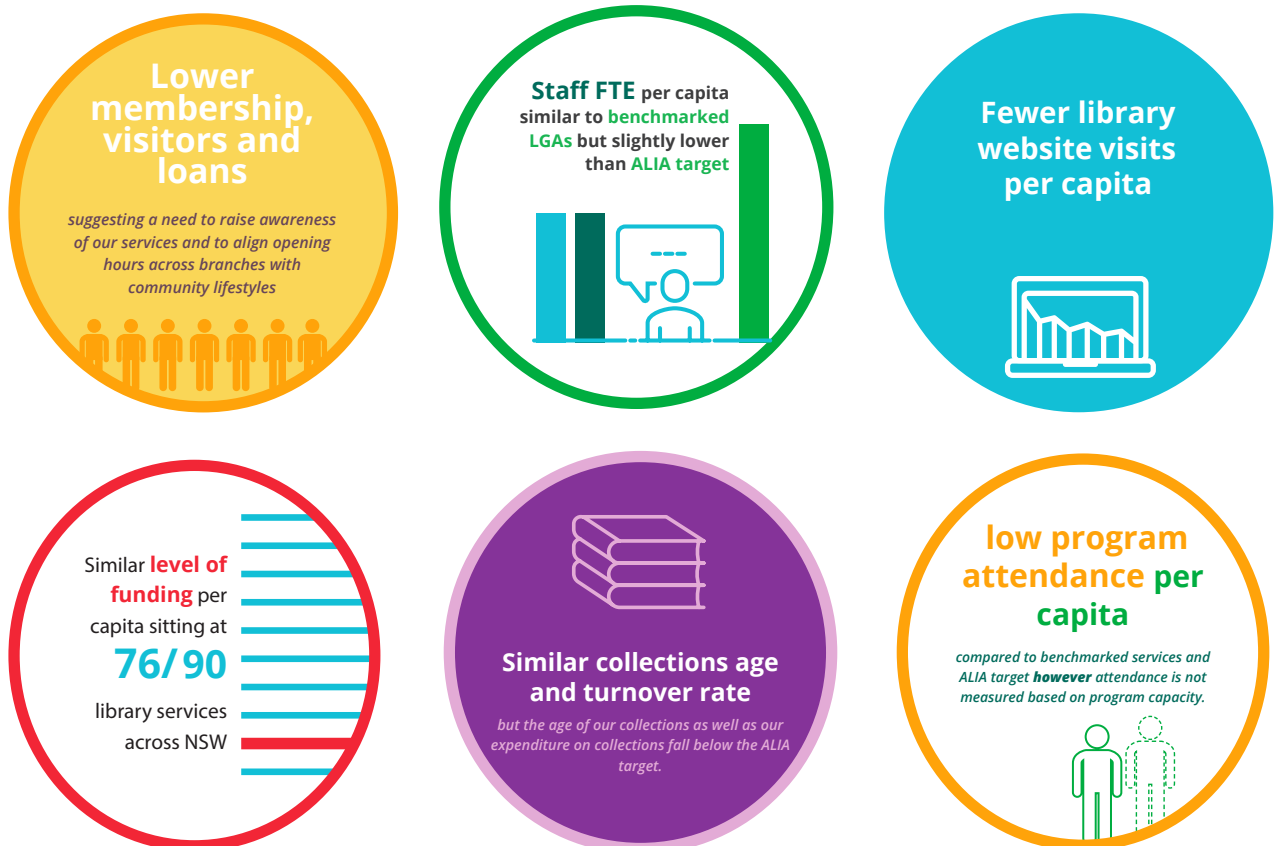 Lower
membership,
visitors and
loans
suggesting a need to raise awareness
of our services and to align opening
hours across branches with
community lifestyles
Staff FTE per capita
similar to benchmarked
LGAs but slightly lower
than ALIA target
Fewer library
website visits
per capita
Similar level of
funding per
capita sitting at
76/90
library services
across NSW
Similar collections age
and turnover rate
but the age of our collections as well as our
expenditure on collections fall below the ALIA
target.
low program
attendance per
capita
compared to benchmarked services and
ALIA target however attendance is not
measured based on program capacity.